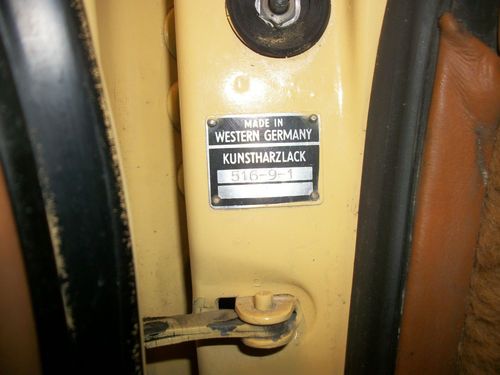 MADE IN
WESTERN GERMANY
KUNSTHARZLACK
516-9-1